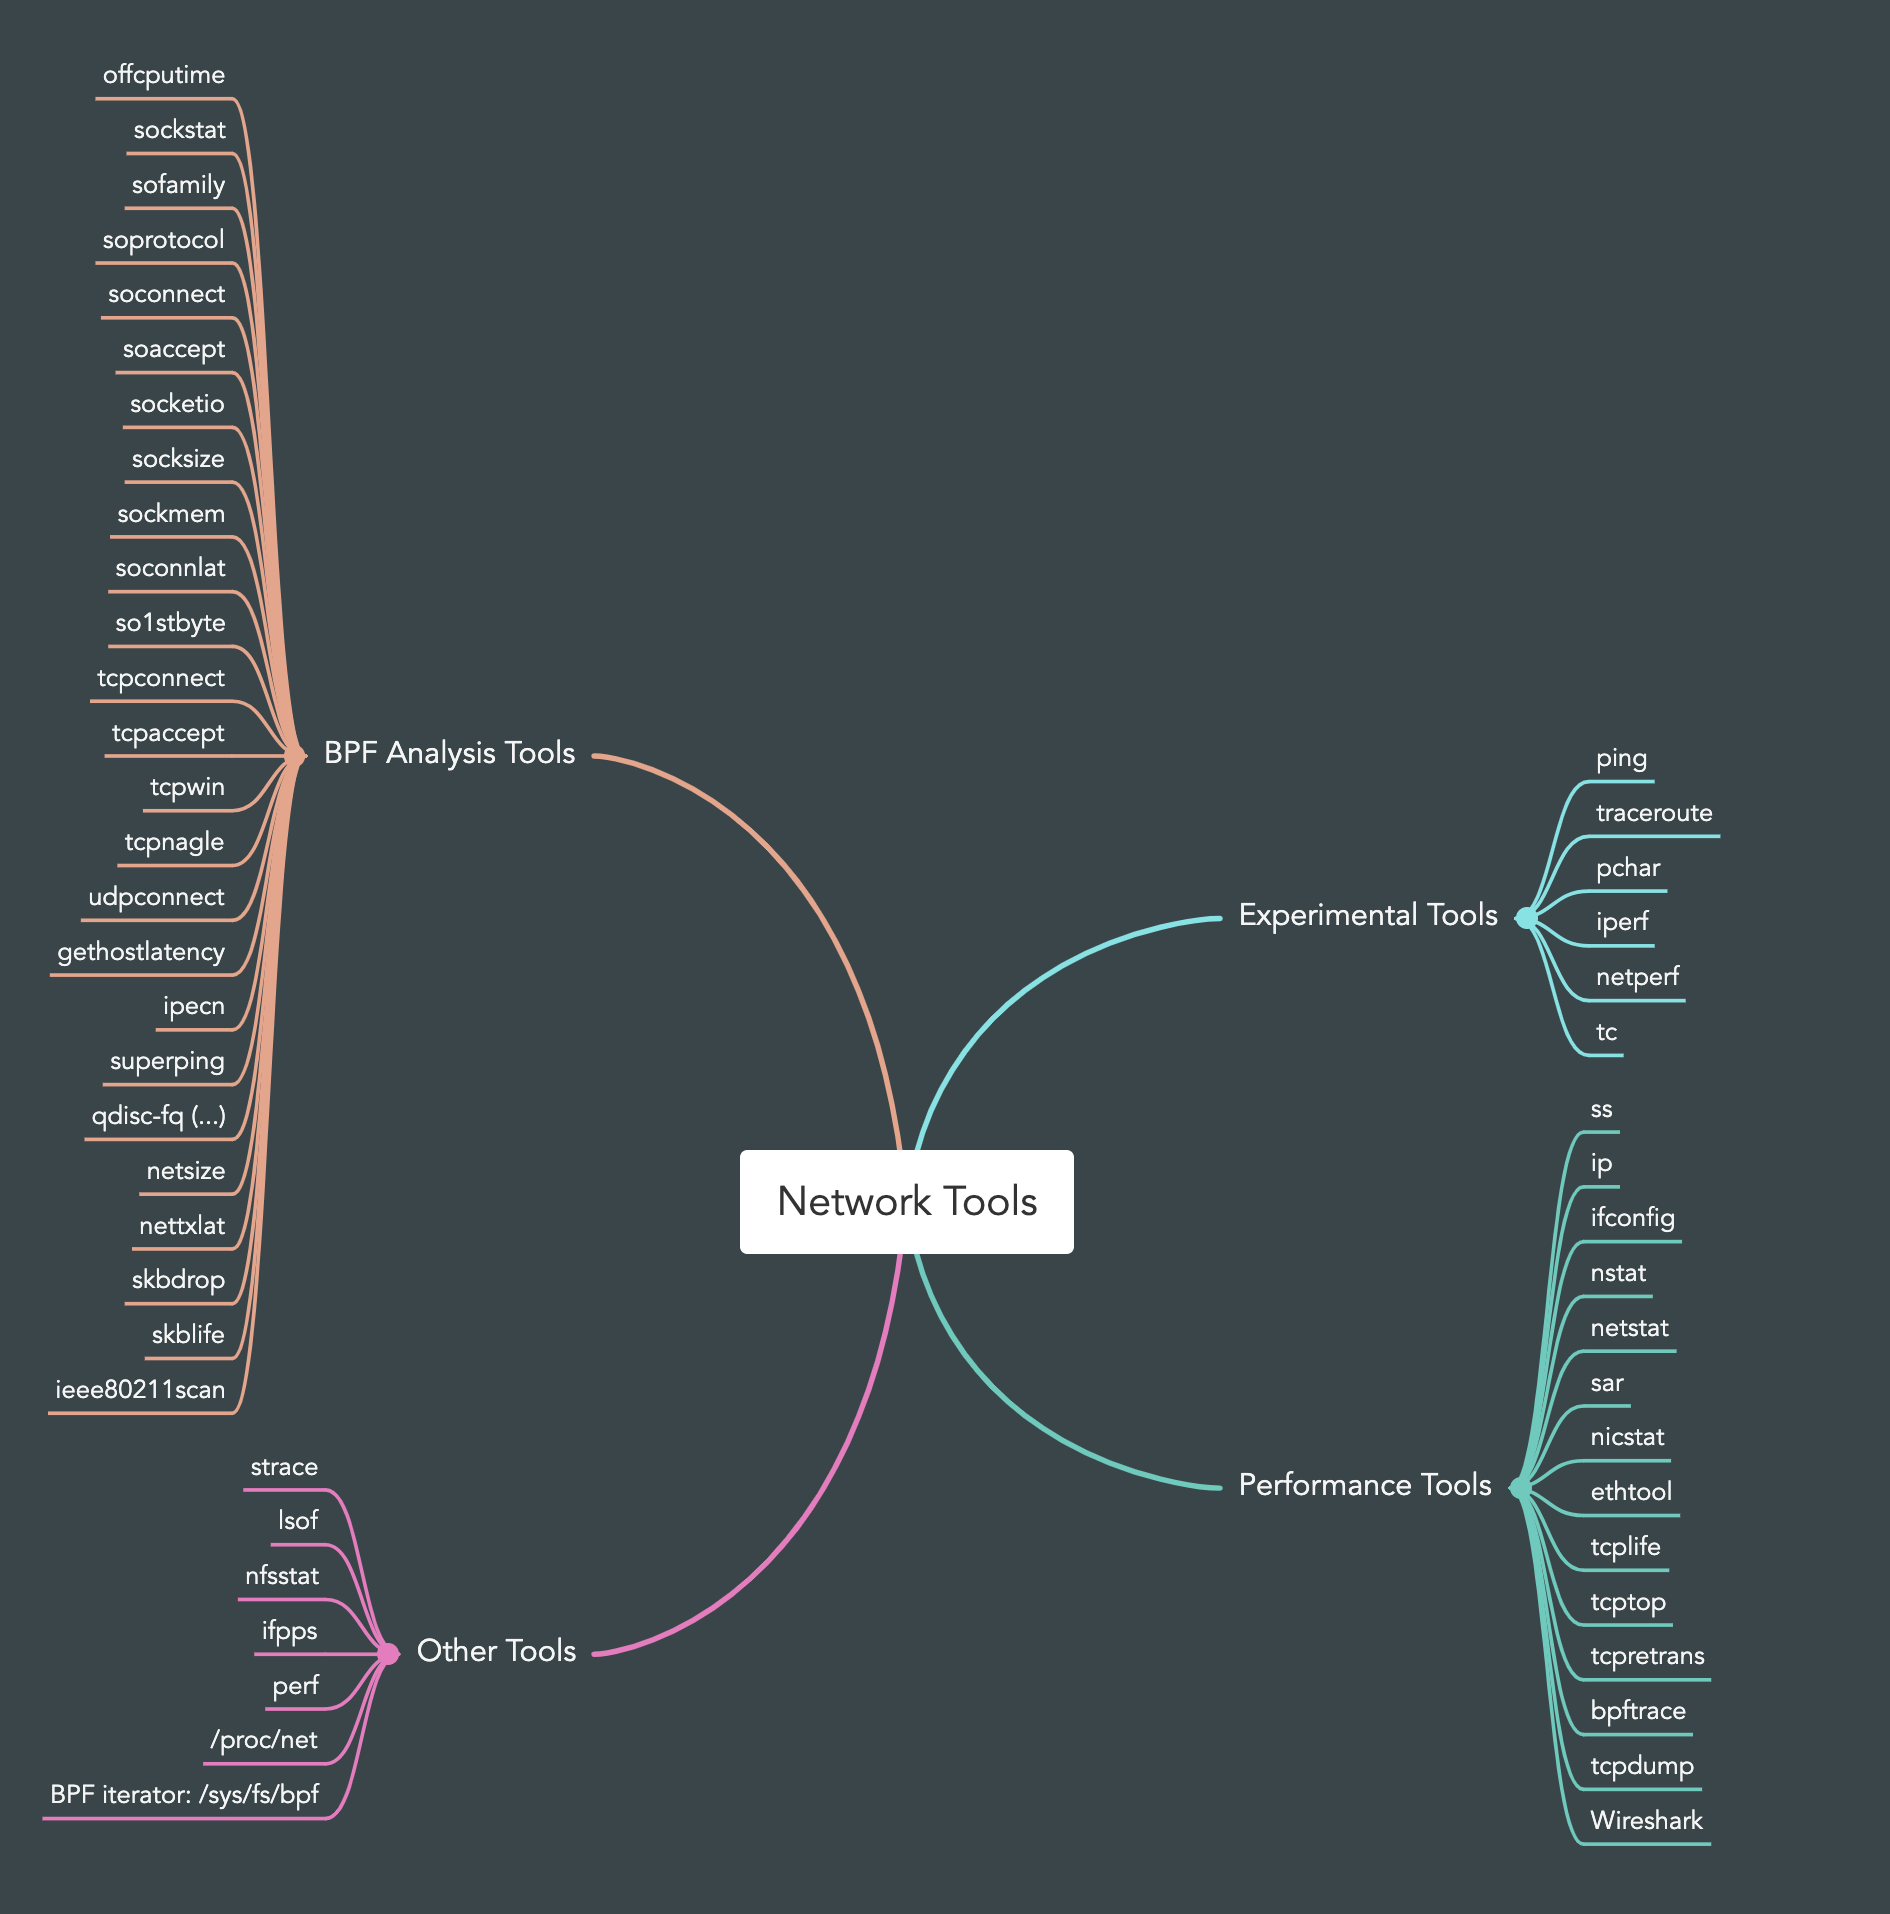 offcputime
sockstat
sofamily
soprotocol
soconnect
soaccept
socketio
socksize
sockmem
soconnlat
so1stbyte
tcpconnect
tcpaccept
tcpwin
tcpnagle
udpconnect
gethostlatency
ipecn
superping
qdisc-fq (...)
netsize
nettxlat
skbdrop
skblife
ieee80211scan
BPF Analysis Tools
strace
lsof
nfsstat
ifpps
perf
/proc/net
BPF iterator: /sys/fs/bpf
Other Tools
Network Tools
Experimental Tools
ping
traceroute
pchar
iperf
netperf
tc
Performance Tools
ss
ip
ifconfig
nstat
netstat
sar
nicstat
ethtool
tcplife
tcptop
tcpretrans
bpftrace
tcpdump
Wireshark